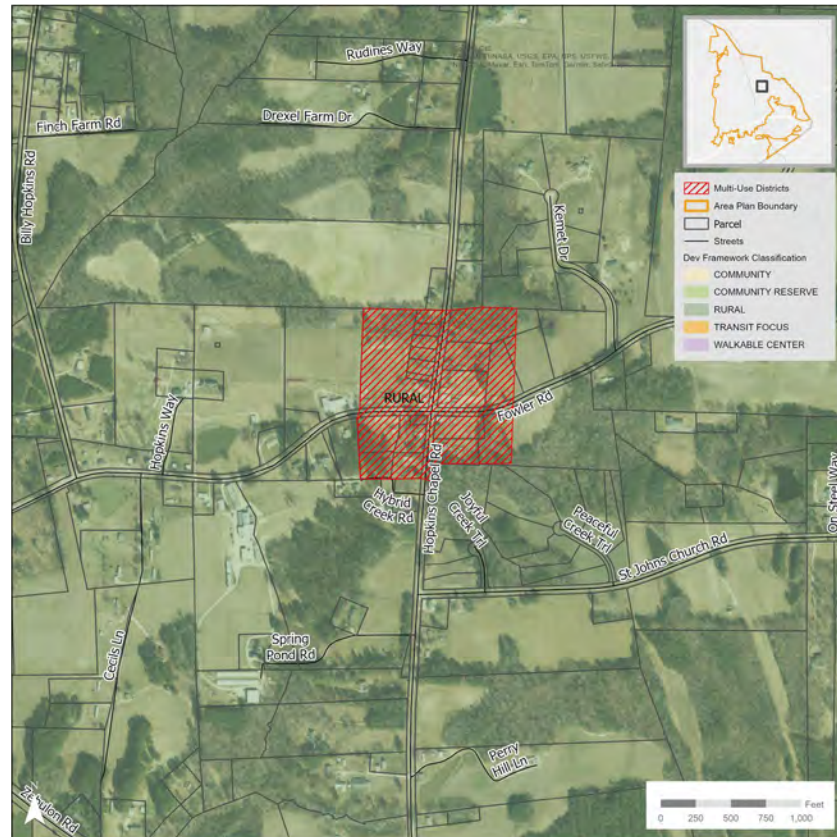 Rudines Way
Drexel Farm Dr
Finch Farm Rd
Billy Hopkins Rd
Kemet Dr
RURAL
Fowler Rd
Hopkins Way
Hybrid
Creek Rd
Hopkins Chapel Rd
Joyful
Creek Trl
Peaceful
Creek Trl
St Johns Church Rd
Cecils Ln
Spring
Pond Rd
Perry
Hill Ln
Zebulon Rd
Multi-Use Districts
Area Plan Boundary
Parcel
Streets
Dev Framework Classification
COMMUNITY
COMMUNITY RESERVE
RURAL
TRANSIT FOCUS
WALKABLE CENTER
Feet
0 250 500 750 1,000